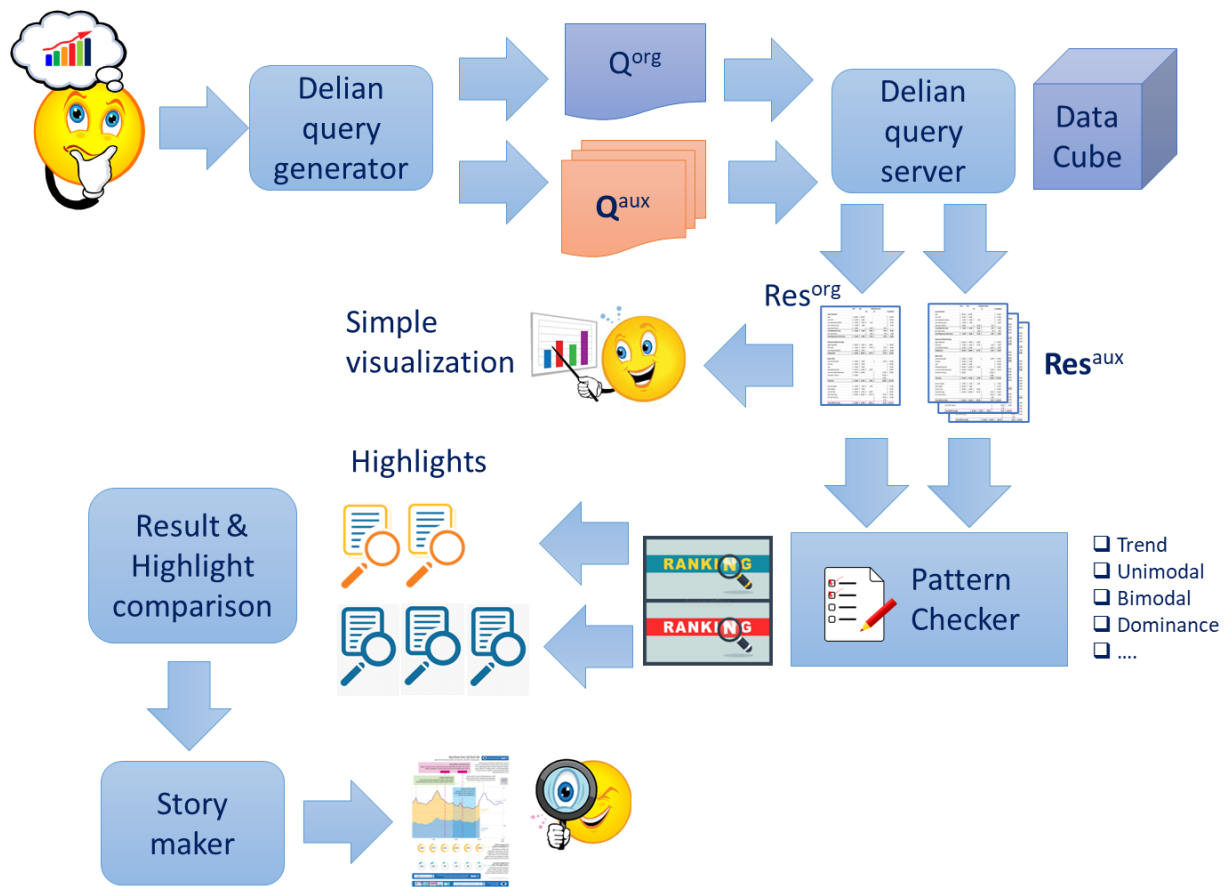 Delian
query
generator
Q^org
Q^aux
Delian
query
server
Data
Cube
Res^org
Res^aux
Simple
visualization
Highlights
Result &
Highlight
comparison
RANKING
RANKING
Pattern
Checker
❑ Trend
❑ Unimodal
❑ Bimodal
❑ Dominance
❑ ....
Story
maker